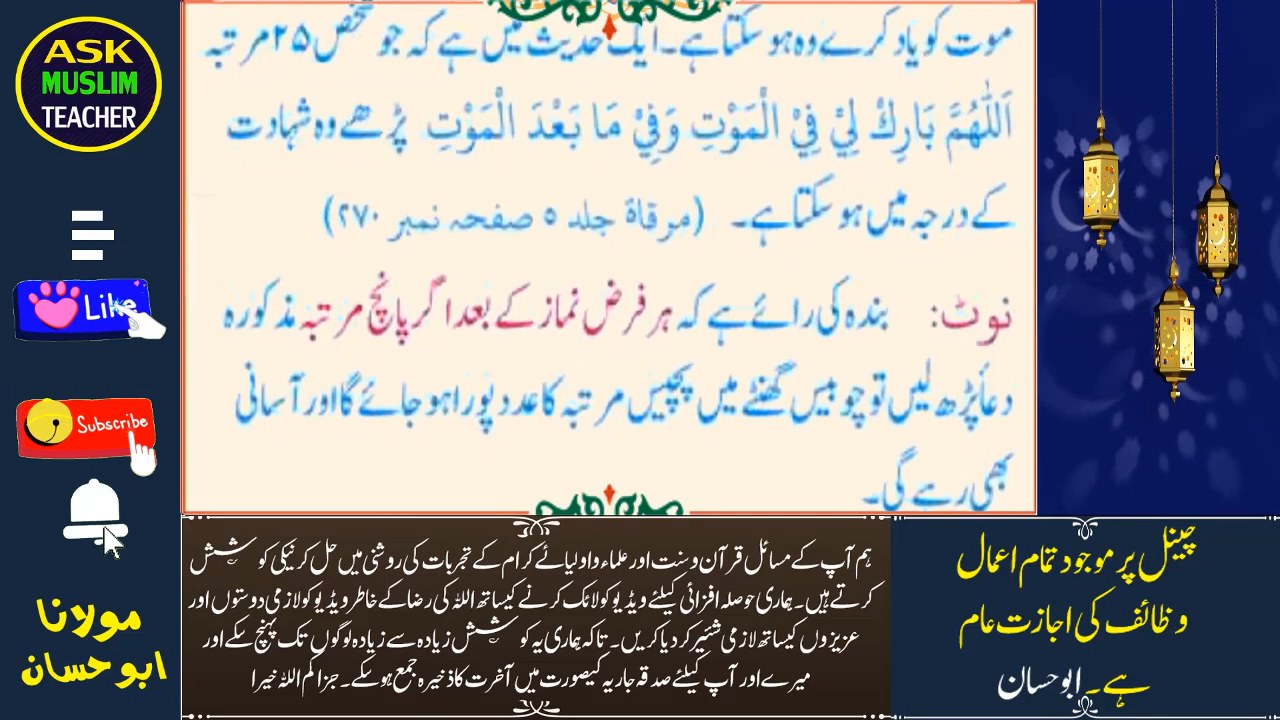 ASK
MUSLIM
TEACHER
موت کو یاد کرے وہ ہو سکتا ہے۔ ایک حدیث میں ہے کہ جو شخص ۲۵ مرتبہ
اَللّٰهُمَّ بَارِكْ لِيْ فِي الْمَوْتِ وَفِيْ مَا بَعْدَ الْمَوْتِ پڑھے وہ شہادت
کے درجہ میں ہو سکتا ہے۔ (مرقاة جلد ٥ صفحہ نمبر ٢٧٠)
نوٹ: بندہ کی رائے ہے کہ ہر فرض نماز کے بعد اگر پانچ مرتبہ مذکورہ
دعا پڑھ لیں تو چوبیس گھنٹے میں پچیس مرتبہ کا عدد پورا ہو جائے گا اور آسانی
بھی رہے گی۔
Like
Subscribe
مولانا
ابو حسان
ہم آپ کے مسائل قرآن و سنت اور علماء و اولیائے کرام کے تجربات کی روشنی میں حل کرنیکی کوشش
کرتے ہیں۔ ہماری حوصلہ افزائی کیلئے ویڈیو کو لائک کرنے کیساتھ اللہ کی رضا کے خاطر ویڈیو کو لازمی دوستوں اور
عزیزوں کیساتھ لازمی شئیر کر دیا کریں۔ تاکہ ہماری یہ کوشش زیادہ سے زیادہ لوگوں تک پہنچ سکے اور
میرے اور آپ کیلئے صدقہ جاریہ کیصورت میں آخرت کا ذخیرہ جمع ہو سکے۔ جزاکم اللہ خیرا
چینل پر موجود تمام اعمال
و ظائف کی اجازت عام
ہے۔ ابو حسان